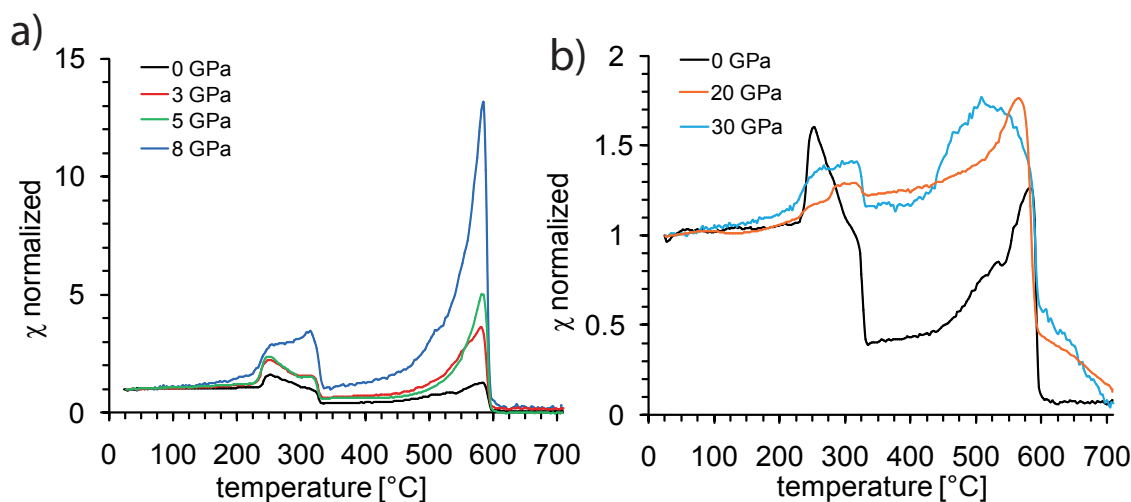 a)
15
10
5
0
0 GPa
3 GPa
5 GPa
8 GPa
χ normalized
0 100 200 300 400 500 600 700
temperature [°C]
b)
2
1.5
1
0.5
0
0 GPa
20 GPa
30 GPa
χ normalized
0 100 200 300 400 500 600 700
temperature [°C]